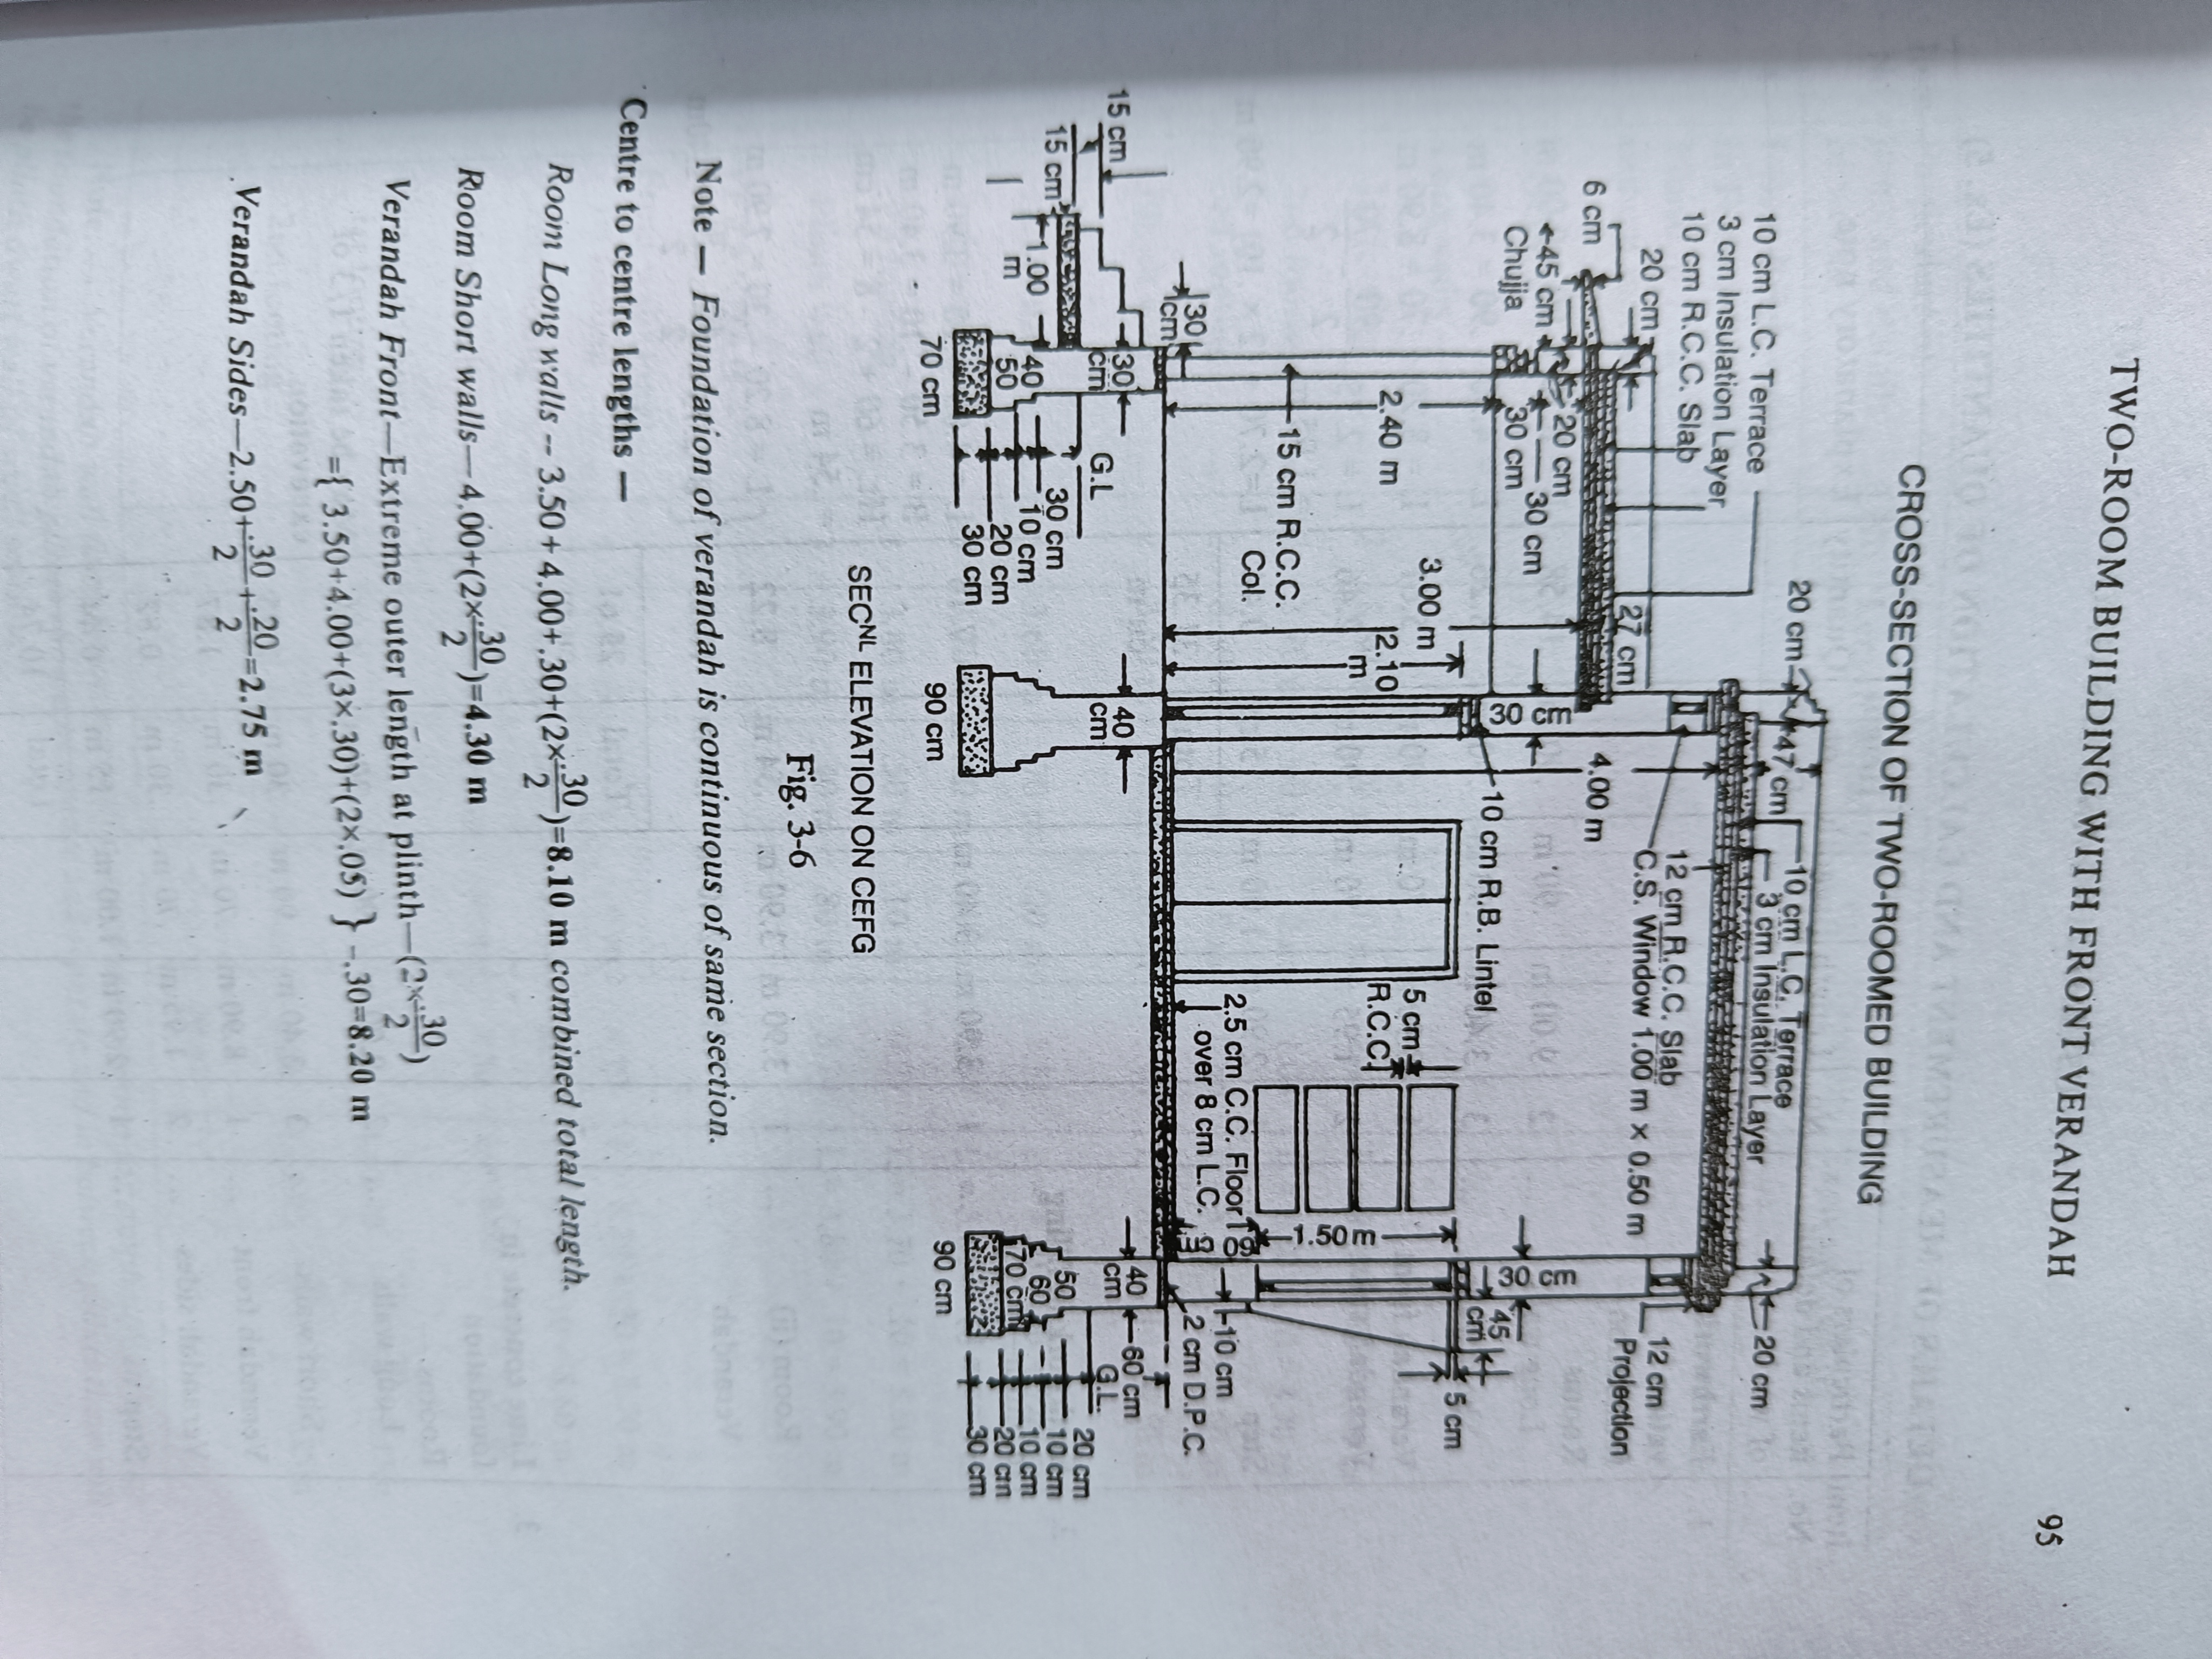 TWO-ROOM BUILDING WITH FRONT VERANDAH
95
CROSS-SECTION OF TWO-ROOMED BUILDING
20 cm
47 cm
10 cm L.C. Terrace
3 cm Insulation Layer
20 cm
10 cm L.C. Terrace
3 cm Insulation Layer
10 cm R.C.C. Slab
20 cm
27 cm
12 cm R.C.C. Slab
C.S. Window 1.00 m × 0.50 m
12 cm
Projection
6 cm
4.00 m
←45 cm
Chujja
20 cm
30 cm
30 cm
30 cm
30 cm
10 cm R.B. Lintel
45
cm
5 cm
2.40 m
3.00 m
2.10
m
5 cm
R.C.C.
1.50 m
15 cm R.C.C.
Col.
2.5 cm C.C. Floor
over 8 cm L.C.
10 cm
2 cm D.P.C.
30
cm
15 cm
15 cm
1.00
m
30
cm
G.L
40
cm
40
cm
60 cm
G.L.
40
50
70 cm
30 cm
10 cm
20 cm
30 cm
90 cm
50
60
70 cm
90 cm
20 cm
10 cm
10 cm
20 cm
30 cm
SECNL ELEVATION ON CEFG
Fig. 3-6
Note — Foundation of verandah is continuous of same section.
Centre to centre lengths —
Room Long walls -- 3.50+4.00+.30+(2×.30/2)=8.10 m combined total length.
Room Short walls—4.00+(2×.30/2)=4.30 m
Verandah Front—Extreme outer length at plinth—(2×.30/2)
={ 3.50+4.00+(3×.30)+(2×.05) } −.30=8.20 m
Verandah Sides—2.50+.30/2+.20/2=2.75 m